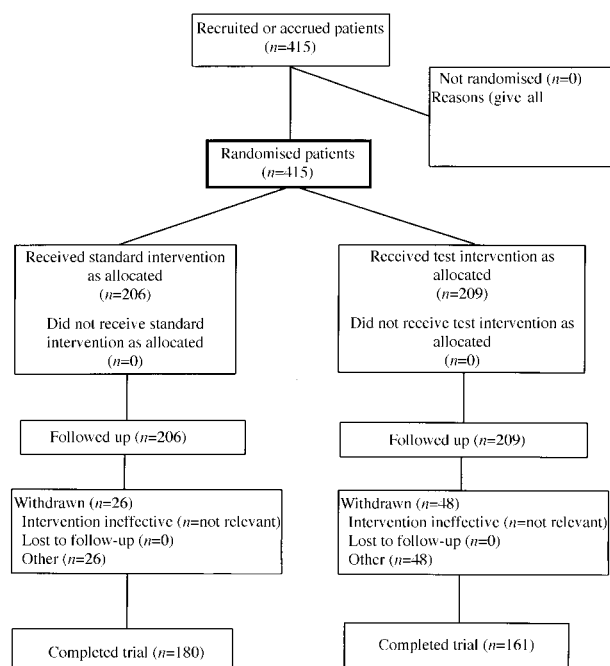 Recruited or accrued patients
(n=415)
Not randomised (n=0)
Reasons (give all
Randomised patients
(n=415)
Received standard intervention
as allocated
(n=206)
Did not receive standard
intervention as allocated
(n=0)
Received test intervention as
allocated
(n=209)
Did not receive test intervention as
allocated
(n=0)
Followed up (n=206)
Followed up (n=209)
Withdrawn (n=26)
Intervention ineffective (n=not relevant)
Lost to follow-up (n=0)
Other (n=26)
Withdrawn (n=48)
Intervention ineffective (n=not relevant)
Lost to follow-up (n=0)
Other (n=48)
Completed trial (n=180)
Completed trial (n=161)